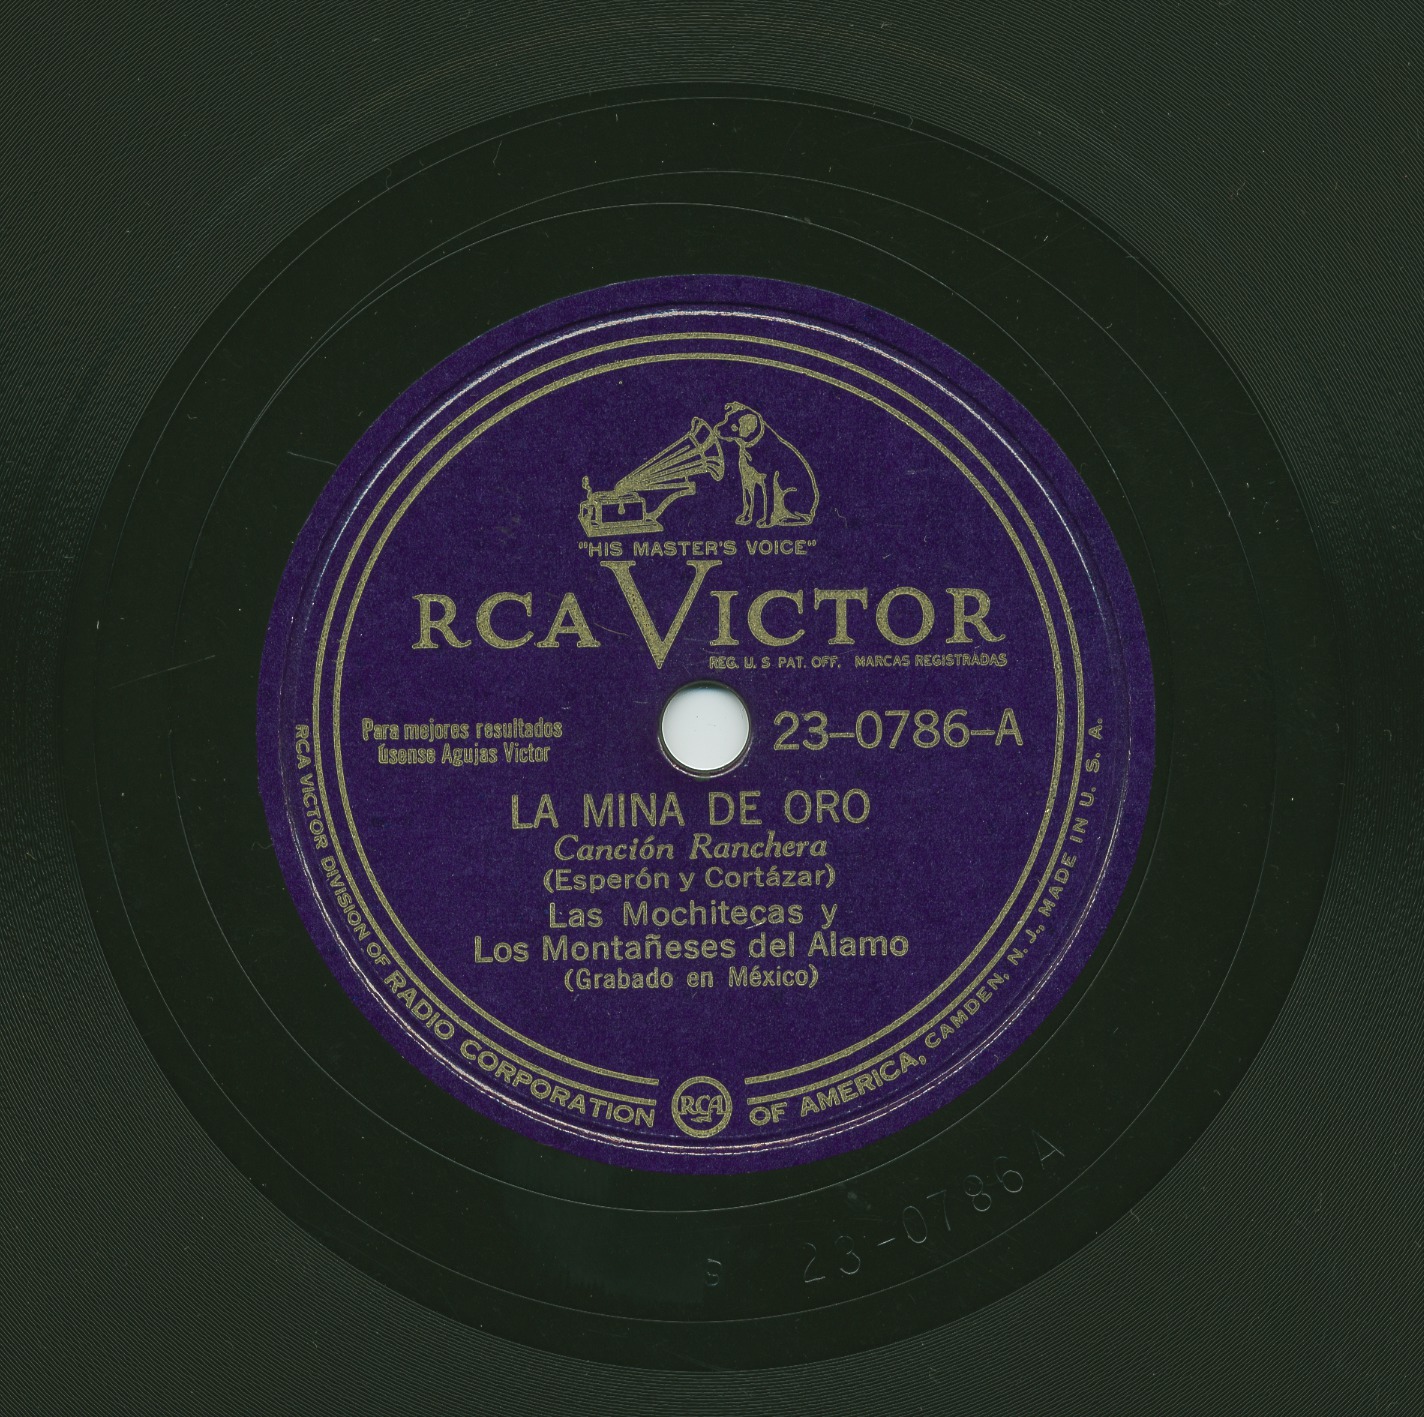 "HIS MASTER'S VOICE"
RCA VICTOR
REG. U. S PAT. OFF. MARCAS REGISTRADAS
Para mejores resultados
úsense Agujas Victor
23-0786-A
LA MINA DE ORO
Canción Ranchera
(Esperón y Cortázar)
Las Mochitecas y
Los Montañeses del Alamo
(Grabado en México)
RCA VICTOR DIVISION OF RADIO CORPORATION OF AMERICA, CAMDEN, N. J., MADE IN U. S. A.
RCA
S 23-0786 A